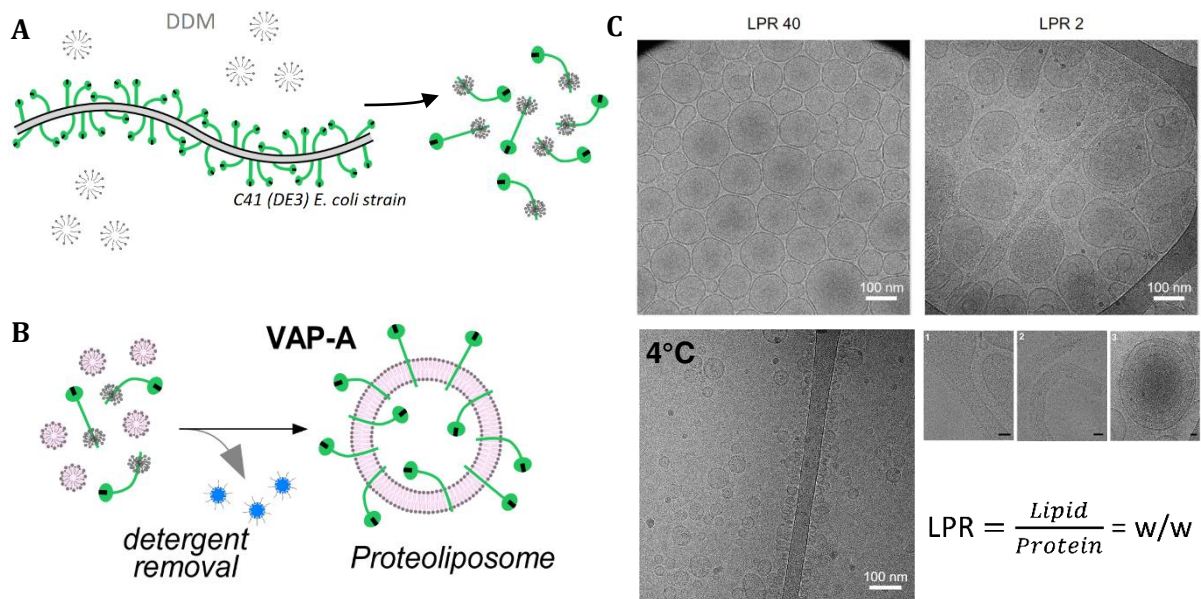 A
DDM
C41 (DE3) E. coli strain
B
VAP-A
detergent
removal
Proteoliposome
C
LPR 40
LPR 2
100 nm
100 nm
4°C
100 nm
1
2
3
LPR = Lipid / Protein = w/w